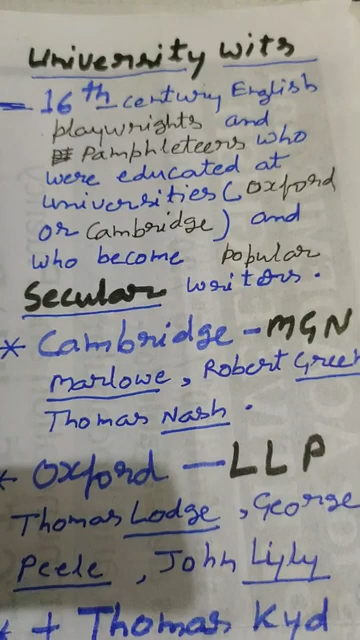 University wits
– 16th century English
playwrights and
Pamphleteers who
were educated at
universities (oxford
or Cambridge) and
who become popular
Secular writers.
* Cambridge – MGN
Marlowe, Robert Green
Thomas Nash.
* Oxford – LLP
Thomas Lodge, George
Peele, John Lyly
* + Thomas Kyd